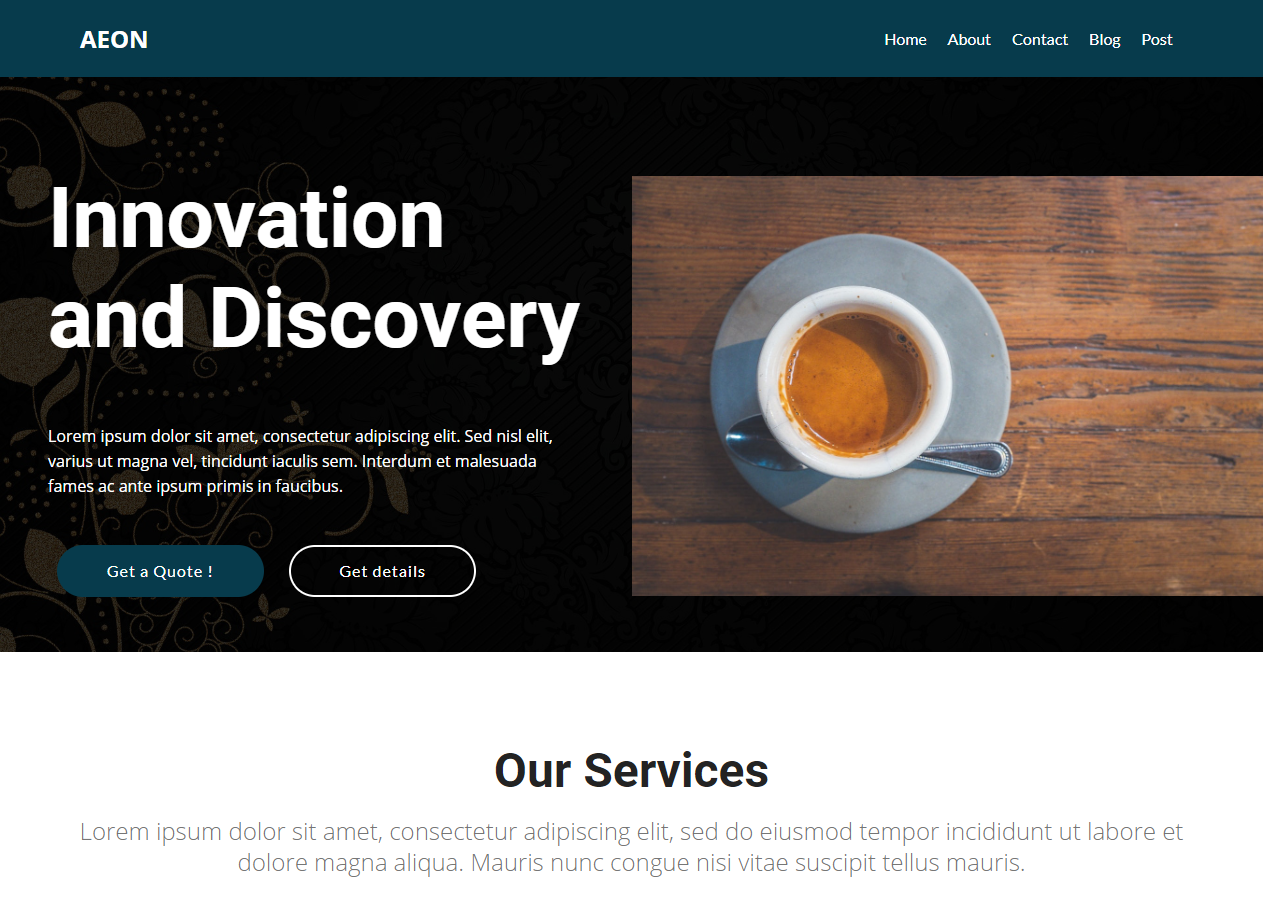 AEON
Home About Contact Blog Post
Innovation
and Discovery
Lorem ipsum dolor sit amet, consectetur adipiscing elit. Sed nisl elit,
varius ut magna vel, tincidunt iaculis sem. Interdum et malesuada
fames ac ante ipsum primis in faucibus.
Get a Quote ! Get details
Our Services
Lorem ipsum dolor sit amet, consectetur adipiscing elit, sed do eiusmod tempor incididunt ut labore et
dolore magna aliqua. Mauris nunc congue nisi vitae suscipit tellus mauris.